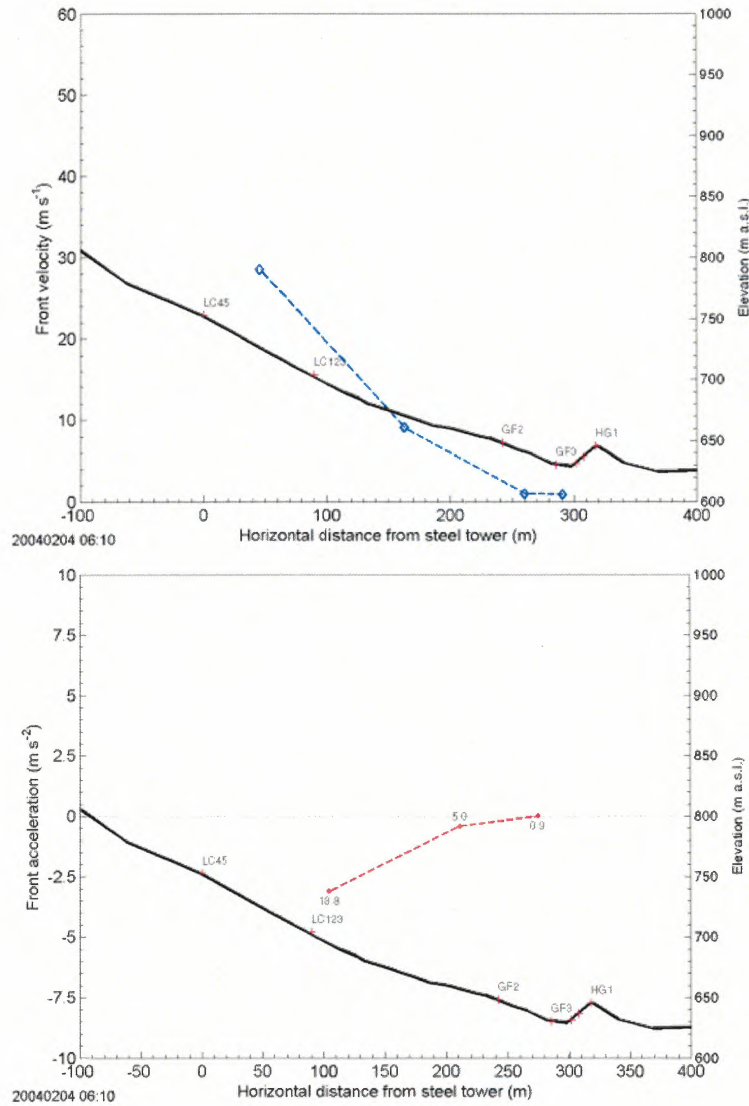 60
50
40
30
20
10
0
1000
950
900
850
800
750
700
650
600
Front velocity (m s-1)
Elevation (m a.s.l.)
LC45
LC123
GF2
GF3
HG1
-100 0 100 200 300 400
Horizontal distance from steel tower (m)
20040204 06:10
10
7.5
5
2.5
0
-2.5
-5
-7.5
-10
1000
950
900
850
800
750
700
650
600
Front acceleration (m s-2)
Elevation (m a.s.l.)
5.0
0.9
LC45
18.8
LC123
GF2
GF3
HG1
-100 -50 0 50 100 150 200 250 300 350 400
Horizontal distance from steel tower (m)
20040204 06:10